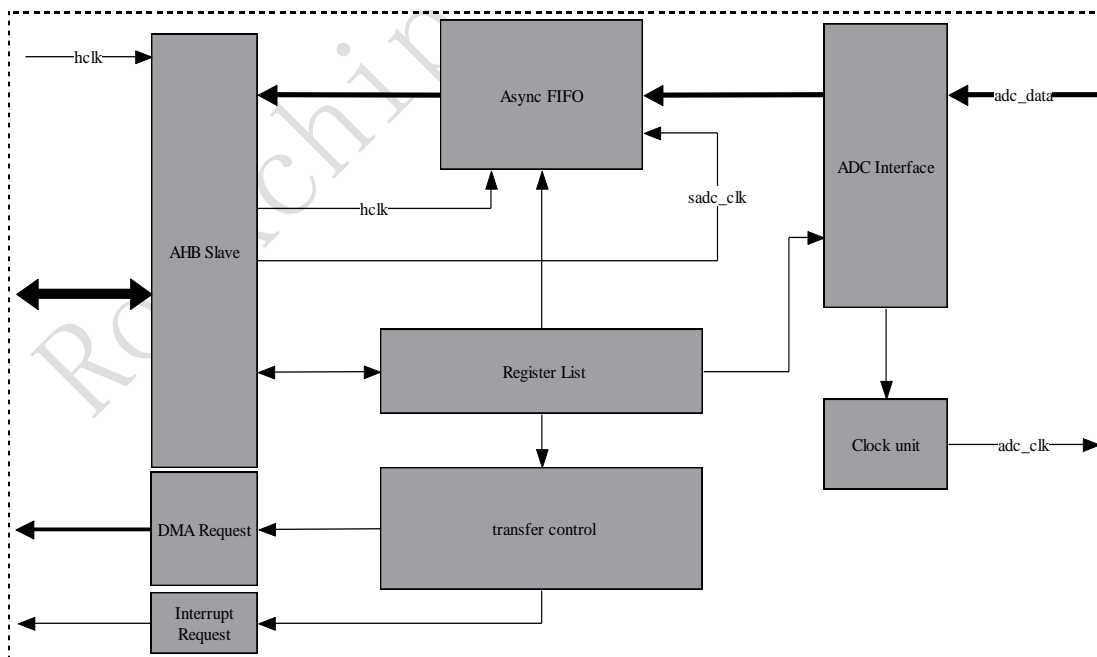 hclk
Async FIFO
adc_data
ADC Interface
hclk
sadc_clk
AHB Slave
Register List
Clock unit
adc_clk
DMA Request
transfer control
Interrupt
Request